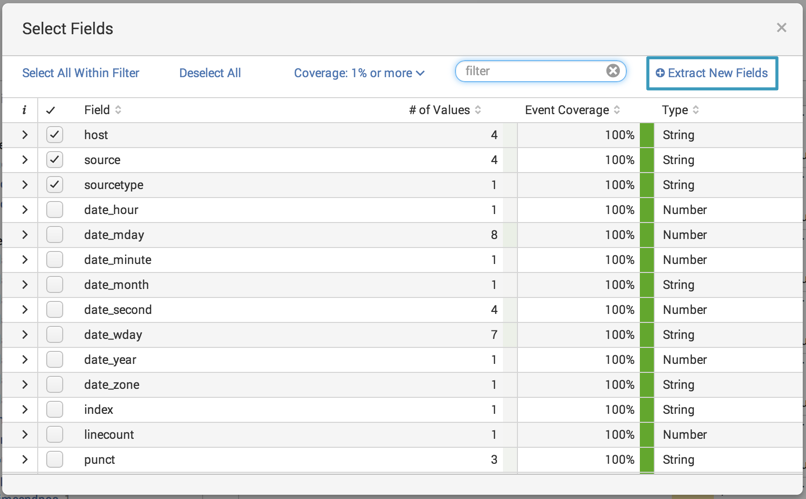 Select Fields
Select All Within Filter Deselect All Coverage: 1% or more filter Extract New Fields
i Field # of Values Event Coverage Type
host 4 100% String
source 4 100% String
sourcetype 1 100% String
date_hour 1 100% Number
date_mday 8 100% Number
date_minute 1 100% Number
date_month 1 100% String
date_second 4 100% Number
date_wday 7 100% String
date_year 1 100% Number
date_zone 1 100% String
index 1 100% String
linecount 1 100% Number
punct 3 100% String